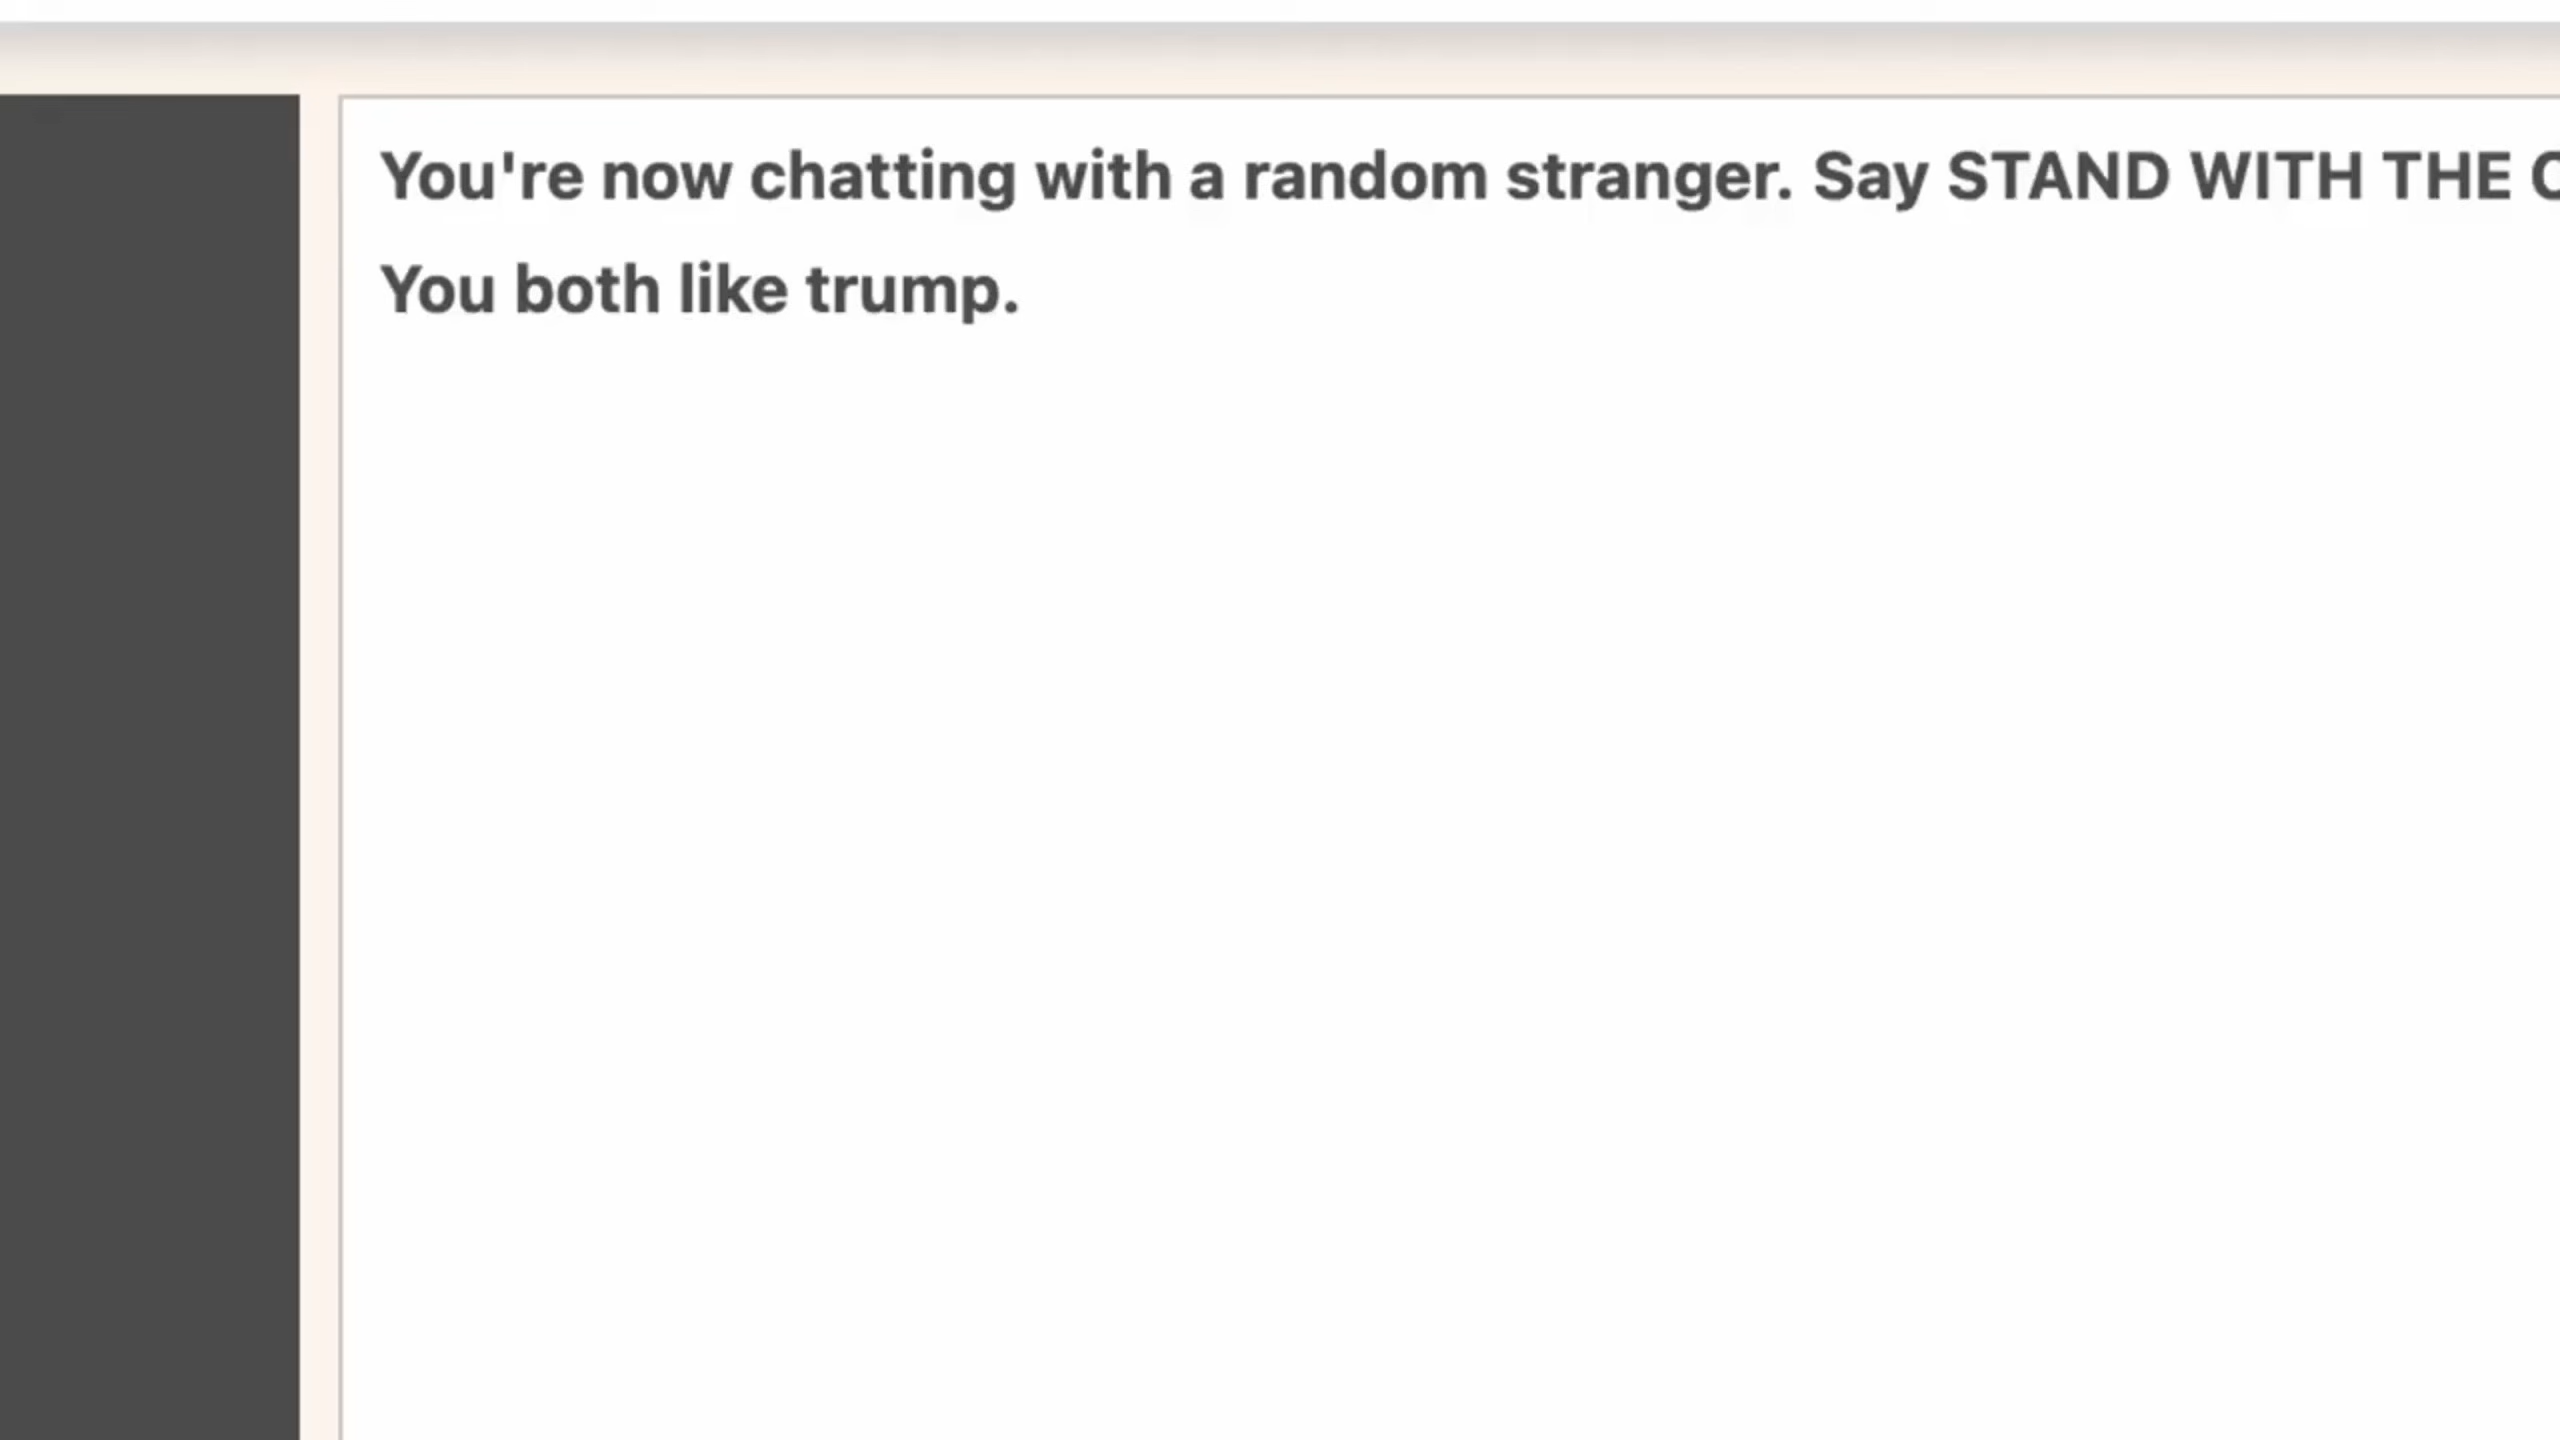 You're now chatting with a random stranger. Say STAND WITH THE
You both like trump.